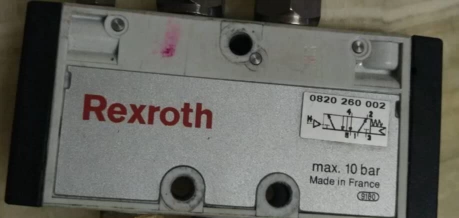 0820 260 002
Rexroth
max. 10 bar
Made in France